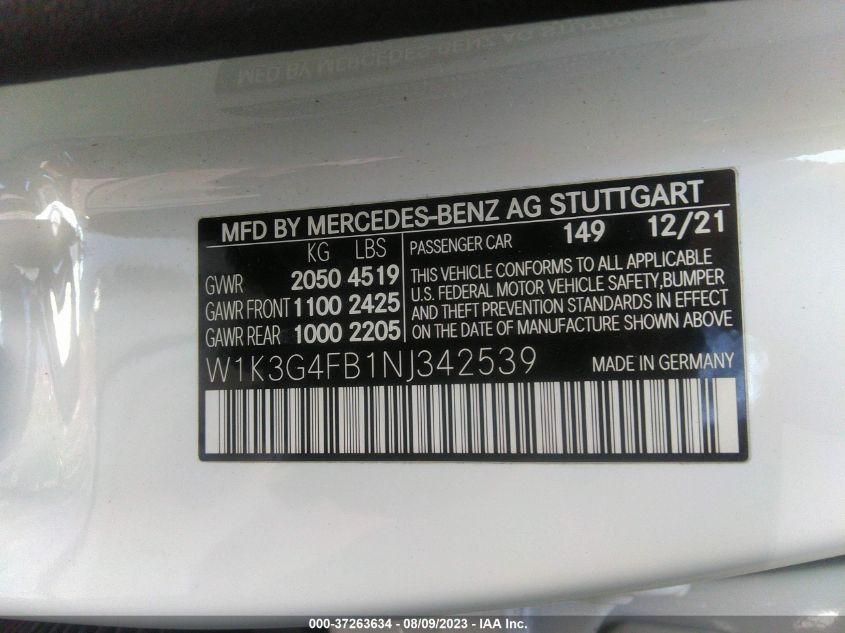 MFD BY MERCEDES-BENZ AG STUTTGART
KG LBS
GVWR 2050 4519
GAWR FRONT 1100 2425
GAWR REAR 1000 2205
PASSENGER CAR 149 12/21
THIS VEHICLE CONFORMS TO ALL APPLICABLE
U.S. FEDERAL MOTOR VEHICLE SAFETY, BUMPER
AND THEFT PREVENTION STANDARDS IN EFFECT
ON THE DATE OF MANUFACTURE SHOWN ABOVE
W1K3G4FB1NJ342539
MADE IN GERMANY
000-37263634 - 08/09/2023 - IAA Inc.